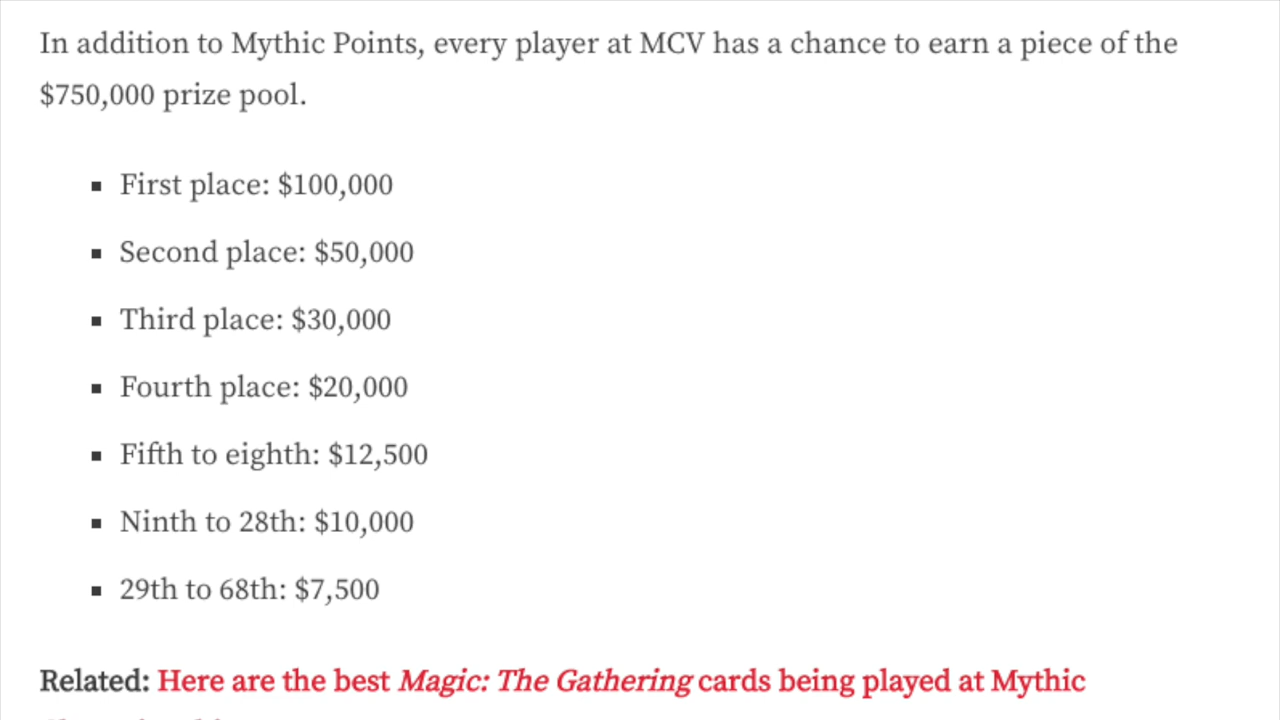 In addition to Mythic Points, every player at MCV has a chance to earn a piece of the
$750,000 prize pool.
▪ First place: $100,000
▪ Second place: $50,000
▪ Third place: $30,000
▪ Fourth place: $20,000
▪ Fifth to eighth: $12,500
▪ Ninth to 28th: $10,000
▪ 29th to 68th: $7,500
Related: Here are the best Magic: The Gathering cards being played at Mythic